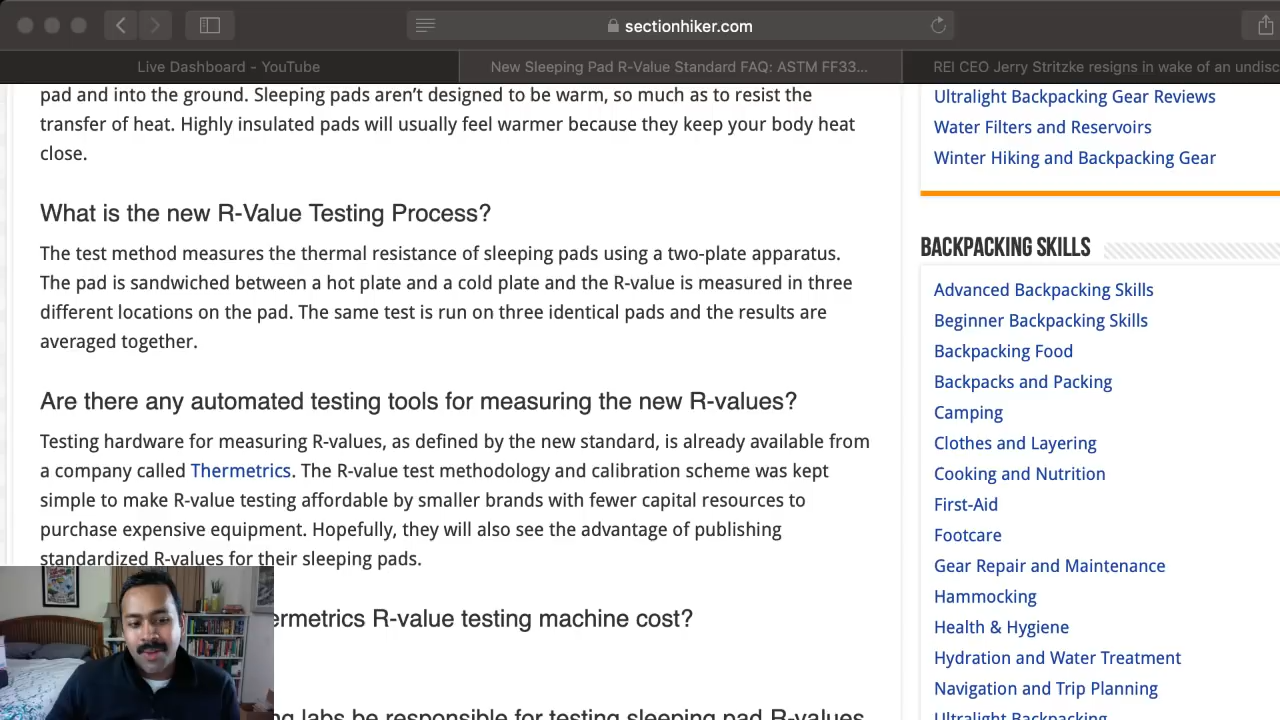 sectionhiker.com
Live Dashboard - YouTube
New Sleeping Pad R-Value Standard FAQ: ASTM FF33...
REI CEO Jerry Stritzke resigns in wake of an undisc
pad and into the ground. Sleeping pads aren’t designed to be warm, so much as to resist the
transfer of heat. Highly insulated pads will usually feel warmer because they keep your body heat
close.
What is the new R-Value Testing Process?
The test method measures the thermal resistance of sleeping pads using a two-plate apparatus.
The pad is sandwiched between a hot plate and a cold plate and the R-value is measured in three
different locations on the pad. The same test is run on three identical pads and the results are
averaged together.
Are there any automated testing tools for measuring the new R-values?
Testing hardware for measuring R-values, as defined by the new standard, is already available from
a company called Thermetrics. The R-value test methodology and calibration scheme was kept
simple to make R-value testing affordable by smaller brands with fewer capital resources to
purchase expensive equipment. Hopefully, they will also see the advantage of publishing
standardized R-values for their sleeping pads.
ermetrics R-value testing machine cost?
ng labs be responsible for testing sleeping pad R-values
Ultralight Backpacking Gear Reviews
Water Filters and Reservoirs
Winter Hiking and Backpacking Gear
BACKPACKING SKILLS
Advanced Backpacking Skills
Beginner Backpacking Skills
Backpacking Food
Backpacks and Packing
Camping
Clothes and Layering
Cooking and Nutrition
First-Aid
Footcare
Gear Repair and Maintenance
Hammocking
Health & Hygiene
Hydration and Water Treatment
Navigation and Trip Planning
Ultralight Backpacking